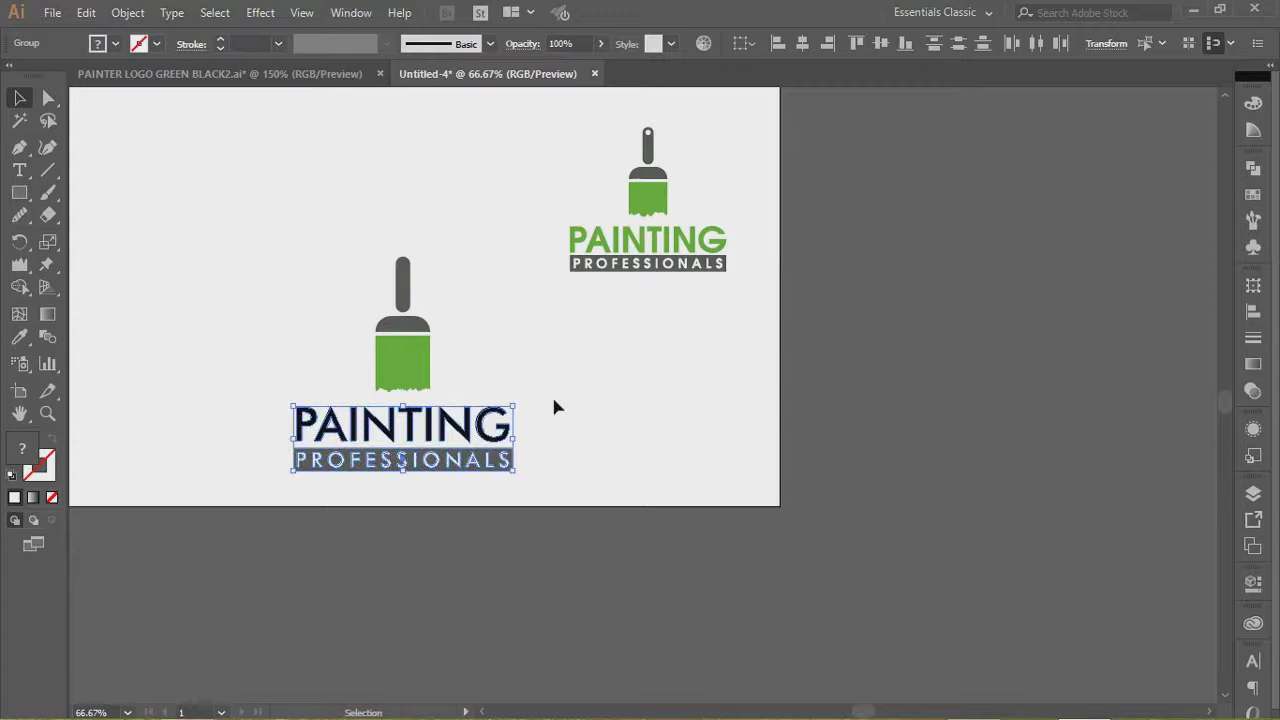 Ai File Edit Object Type Select Effect View Window Help Br St Essentials Classic Search Adobe Stock
Group ? Stroke: Basic Opacity: 100% Style: Transform
PAINTER LOGO GREEN BLACK2.ai* @ 150% (RGB/Preview) × Untitled-4* @ 66.67% (RGB/Preview) ×
PAINTING
PROFESSIONALS
PAINTING
PROFESSIONALS
?
66.67% 1 Selection